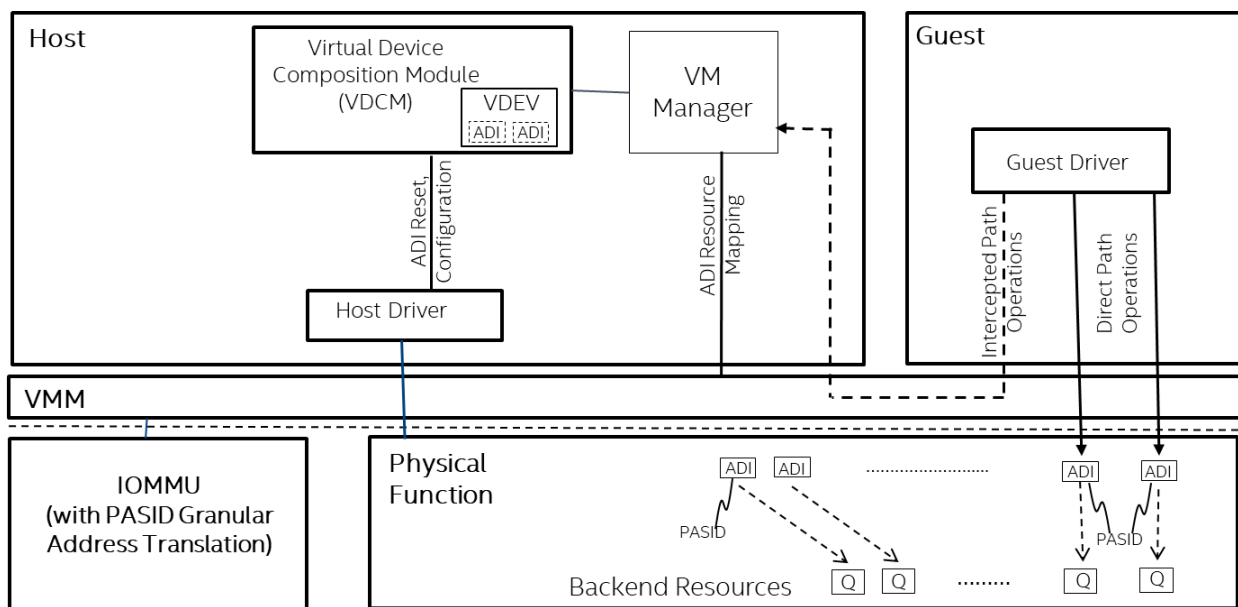 Host
Virtual Device
Composition Module
(VDCM)
VDEV
ADI ADI
VM
Manager
ADI Reset,
Configuration
ADI Resource
Mapping
Host Driver
Guest
Guest Driver
Intercepted Path
Operations
Direct Path
Operations
VMM
IOMMU
(with PASID Granular
Address Translation)
Physical
Function
ADI ADI ........................ ADI ADI
PASID PASID
Backend Resources
Q Q ......... Q Q